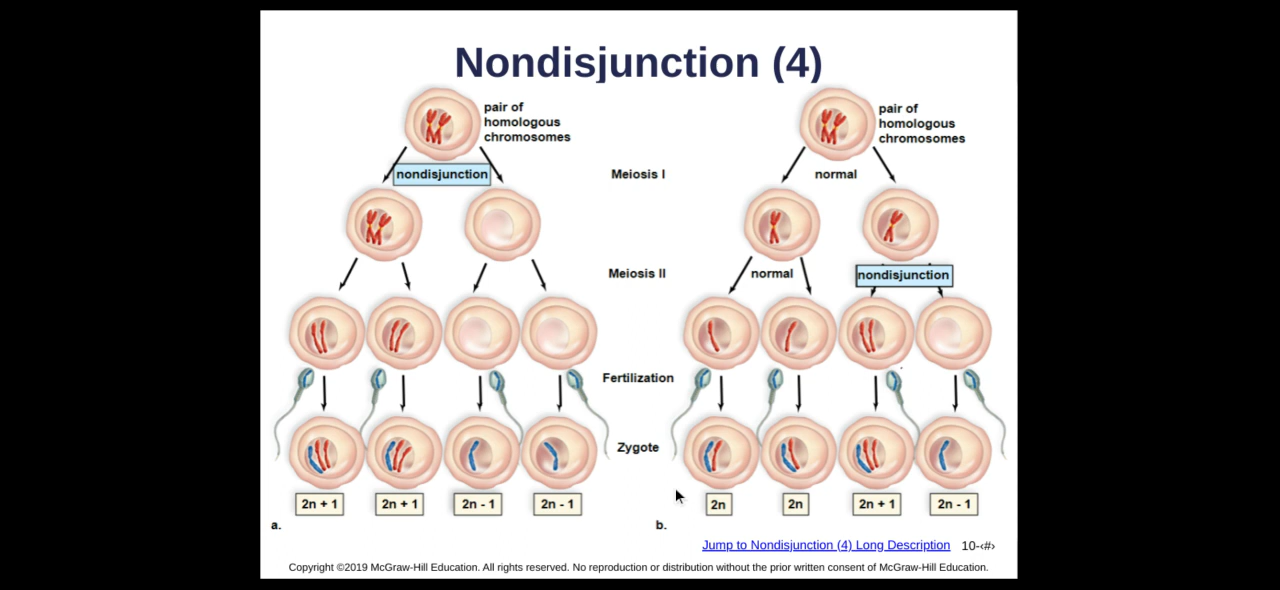 Nondisjunction (4)
pair of
homologous
chromosomes
nondisjunction
Meiosis I
pair of
homologous
chromosomes
normal
Meiosis II
normal
nondisjunction
Fertilization
Zygote
2n + 1
2n + 1
2n - 1
2n - 1
2n
2n
2n + 1
2n - 1
a.
b.
Jump to Nondisjunction (4) Long Description
10-‹#›
Copyright ©2019 McGraw-Hill Education. All rights reserved. No reproduction or distribution without the prior written consent of McGraw-Hill Education.